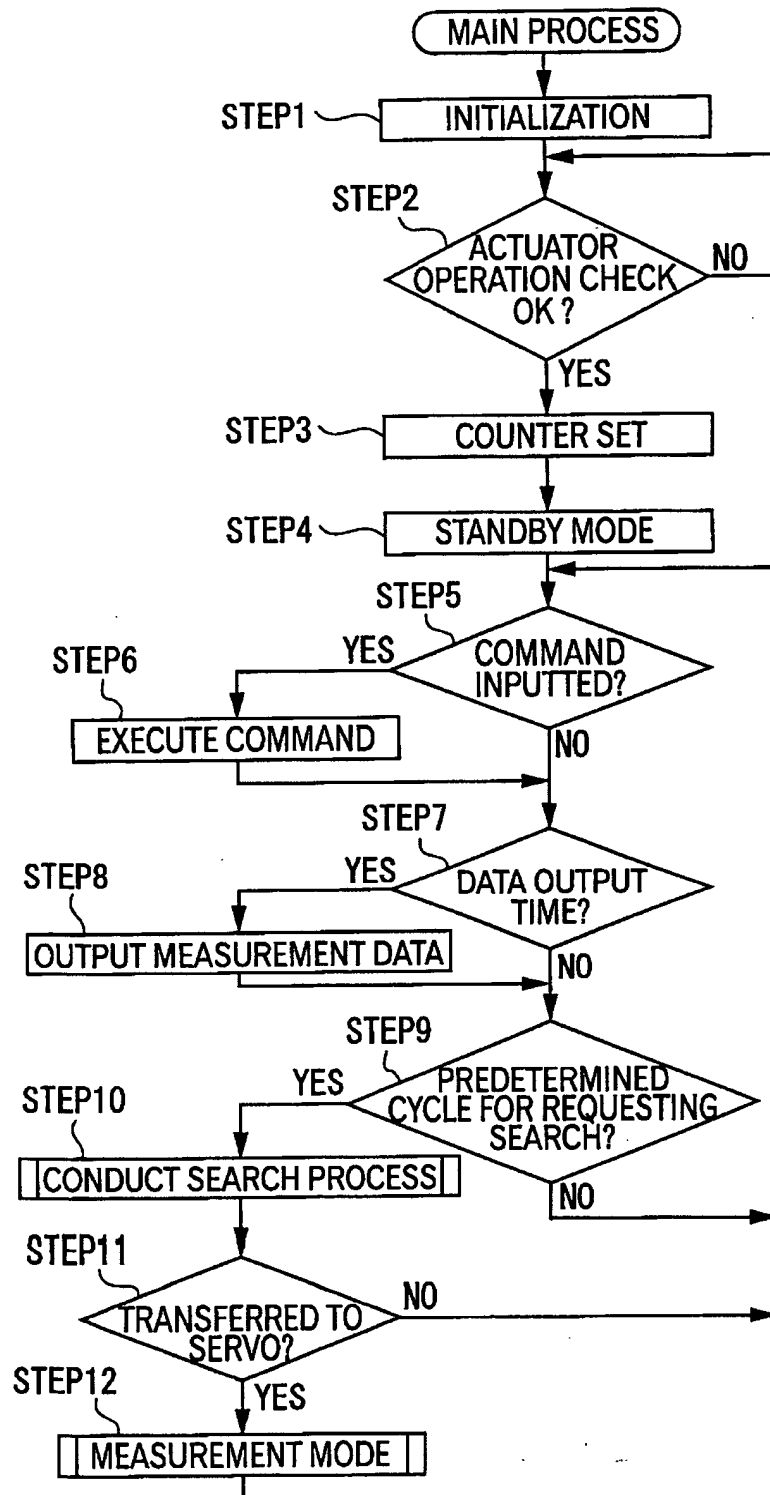 MAIN PROCESS
STEP1
INITIALIZATION
STEP2
ACTUATOR
OPERATION CHECK
OK ?
NO
YES
STEP3
COUNTER SET
STEP4
STANDBY MODE
STEP5
COMMAND
INPUTTED?
YES
STEP6
EXECUTE COMMAND
NO
STEP7
DATA OUTPUT
TIME?
YES
STEP8
OUTPUT MEASUREMENT DATA
NO
STEP9
PREDETERMINED
CYCLE FOR REQUESTING
SEARCH?
YES
STEP10
CONDUCT SEARCH PROCESS
NO
STEP11
TRANSFERRED TO
SERVO?
NO
YES
STEP12
MEASUREMENT MODE